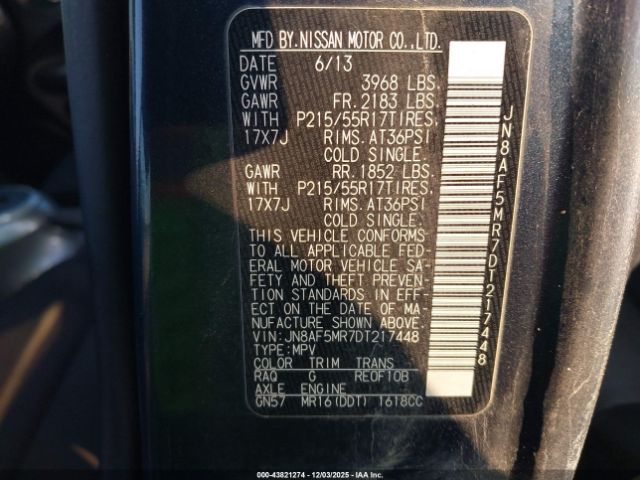 MFD BY.NISSAN MOTOR CO.,LTD.
DATE 6/13
GVWR 3968 LBS.
GAWR FR.2183 LBS.
WITH P215/55R17TIRES,
17X7J RIMS.AT36PSI
COLD SINGLE.
GAWR RR.1852 LBS.
WITH P215/55R17TIRES,
17X7J RIMS.AT36PSI
COLD SINGLE.
THIS VEHICLE CONFORMS
TO ALL APPLICABLE FED-
ERAL MOTOR VEHICLE SA-
FETY AND THEFT PREVEN-
TION STANDARDS IN EFF-
ECT ON THE DATE OF MA-
NUFACTURE SHOWN ABOVE.
VIN:JN8AF5MR7DT217448
TYPE:MPV
COLOR TRIM TRANS
RAQ G RE0F10B
AXLE ENGINE
GN57 MR16(DDT) 1618CC
JN8AF5MR7DT217448
000-43821274 - 12/03/2025 - IAA Inc.